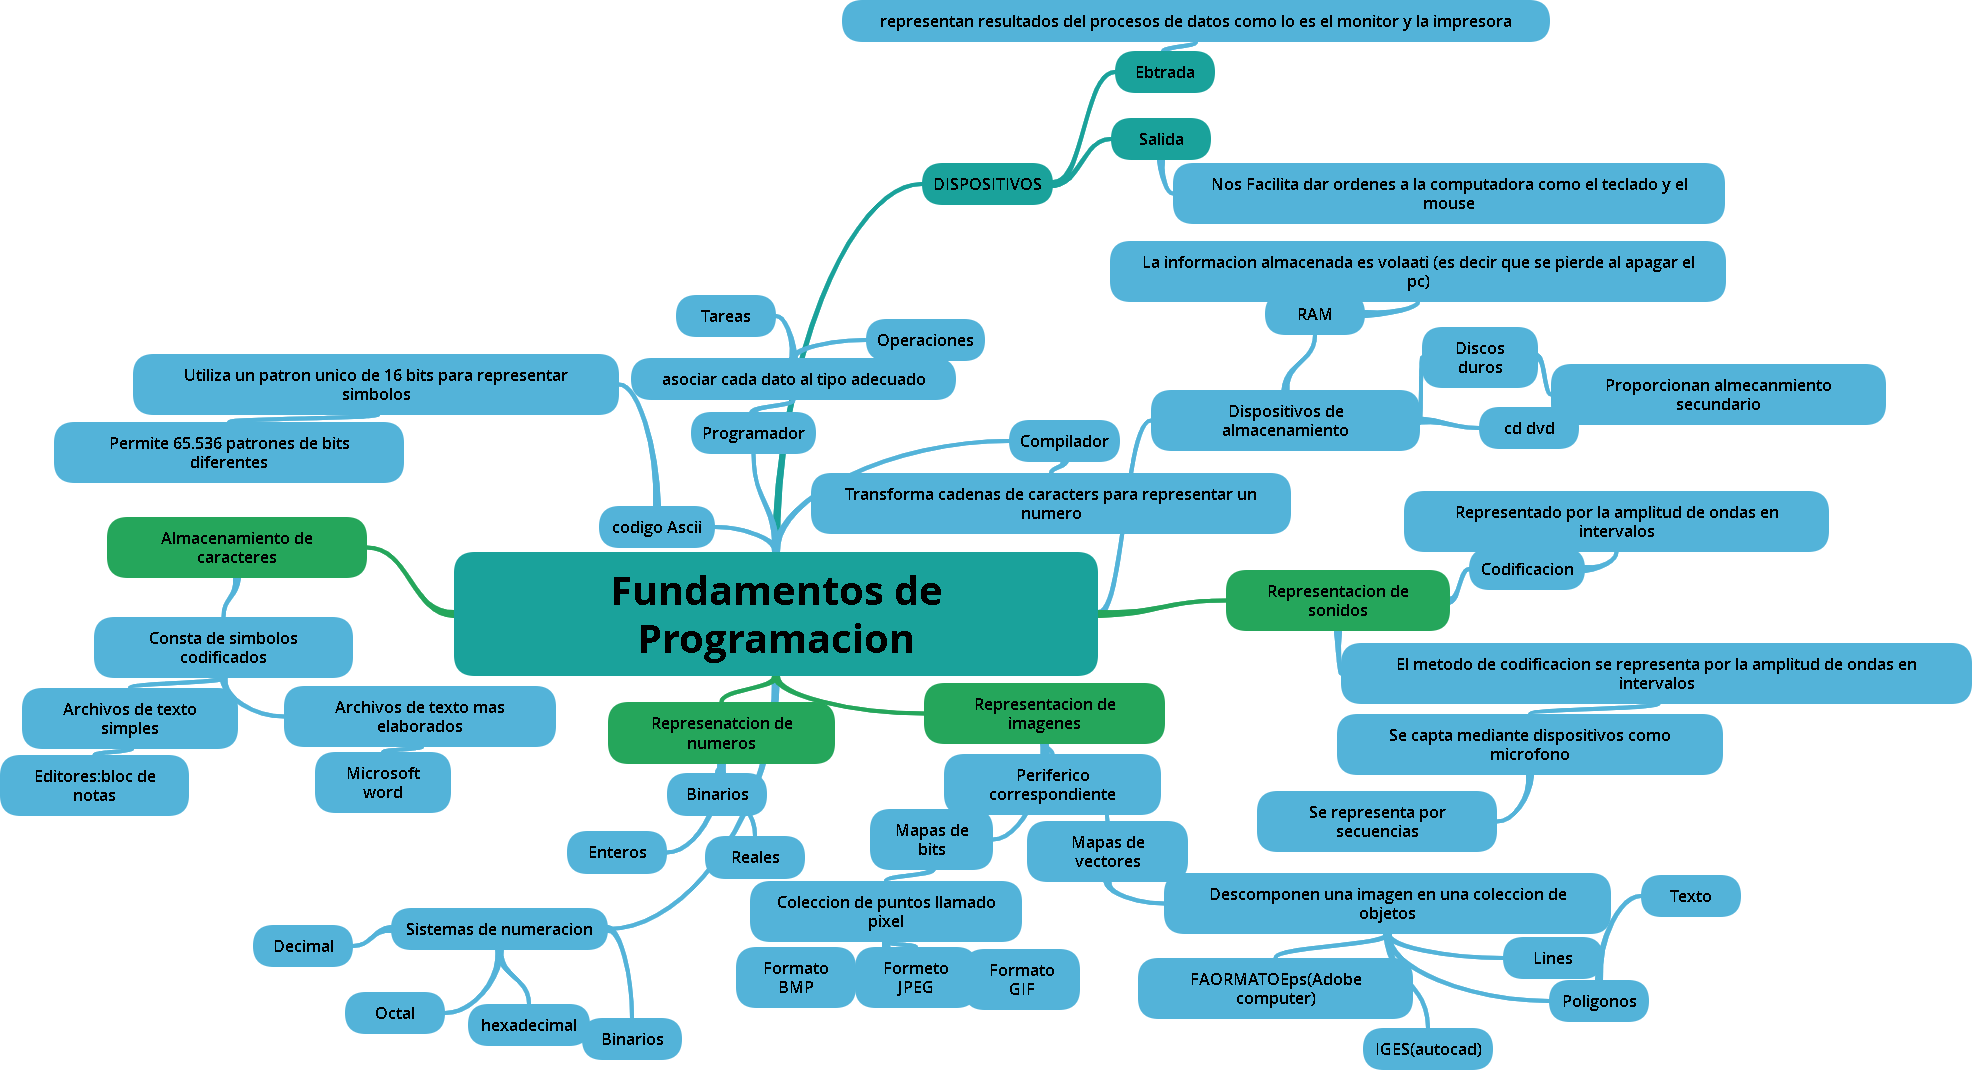 representan resultados del procesos de datos como lo es el monitor y la impresora
Ebtrada
Salida
DISPOSITIVOS
Nos Facilita dar ordenes a la computadora como el teclado y el
mouse
La informacion almacenada es volaati (es decir que se pierde al apagar el
pc)
RAM
Tareas
Operaciones
asociar cada dato al tipo adecuado
Programador
Discos
duros
Proporcionan almecanmiento
secundario
Dispositivos de
almacenamiento
cd dvd
Utiliza un patron unico de 16 bits para representar
simbolos
Permite 65.536 patrones de bits
diferentes
codigo Ascii
Compilador
Transforma cadenas de caracters para representar un
numero
Almacenamiento de
caracteres
Fundamentos de
Programacion
Representado por la amplitud de ondas en
intervalos
Codificacion
Representacion de
sonidos
Consta de simbolos
codificados
Archivos de texto
simples
Archivos de texto mas
elaborados
Editores:bloc de
notas
Microsoft
word
Represenatcion de
numeros
Representacion de
imagenes
El metodo de codificacion se representa por la amplitud de ondas en
intervalos
Se capta mediante dispositivos como
microfono
Se representa por
secuencias
Binarios
Enteros
Reales
Periferico
correspondiente
Mapas de
bits
Mapas de
vectores
Coleccion de puntos llamado
pixel
Descomponen una imagen en una coleccion de
objetos
Texto
Sistemas de numeracion
Decimal
Octal
hexadecimal
Binarios
Formato
BMP
Formeto
JPEG
Formato
GIF
FAORMATOEps(Adobe
computer)
Lines
Poligonos
IGES(autocad)